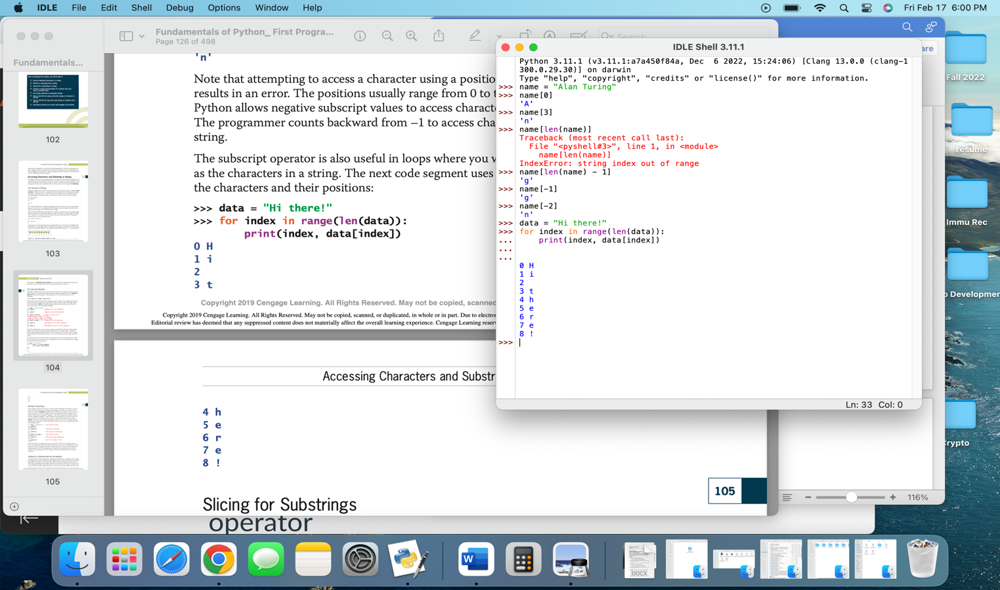 IDLE File Edit Shell Debug Options Window Help
Fri Feb 17 6:00 PM
Fundamentals...
102
103
104
105
Fundamentals of Python_ First Progra...
Page 126 of 498
Search
'n'
Note that attempting to access a character using a positio
results in an error. The positions usually range from 0 to t
Python allows negative subscript values to access characte
The programmer counts backward from –1 to access cha
string.
The subscript operator is also useful in loops where you w
as the characters in a string. The next code segment uses
the characters and their positions:
>>> data = "Hi there!"
>>> for index in range(len(data)):
print(index, data[index])
0 H
1 i
2
3 t
Copyright 2019 Cengage Learning. All Rights Reserved. May not be copied, scanned
Copyright 2019 Cengage Learning. All Rights Reserved. May not be copied, scanned, or duplicated, in whole or in part. Due to electron
Editorial review has deemed that any suppressed content does not materially affect the overall learning experience. Cengage Learning reser
Accessing Characters and Substr
4 h
5 e
6 r
7 e
8 !
105
Slicing for Substrings
operator
IDLE Shell 3.11.1
Python 3.11.1 (v3.11.1:a7a450f84a, Dec  6 2022, 15:24:06) [Clang 13.0.0 (clang-1
300.0.29.30)] on darwin
Type "help", "copyright", "credits" or "license()" for more information.
>>> name = "Alan Turing"
>>> name[0]
'A'
>>> name[3]
'n'
>>> name[len(name)]
Traceback (most recent call last):
File "<pyshell#3>", line 1, in <module>
name[len(name)]
IndexError: string index out of range
>>> name[len(name) - 1]
'g'
>>> name[-1]
'g'
>>> name[-2]
'n'
>>> data = "Hi there!"
>>> for index in range(len(data)):
... print(index, data[index])
...
...
0 H
1 i
2
3 t
4 h
5 e
6 r
7 e
8 !
>>>
Ln: 33 Col: 0
are
116%
Fall 2022
resume
Immu Rec
Developmen
Crypto
W
DOCX